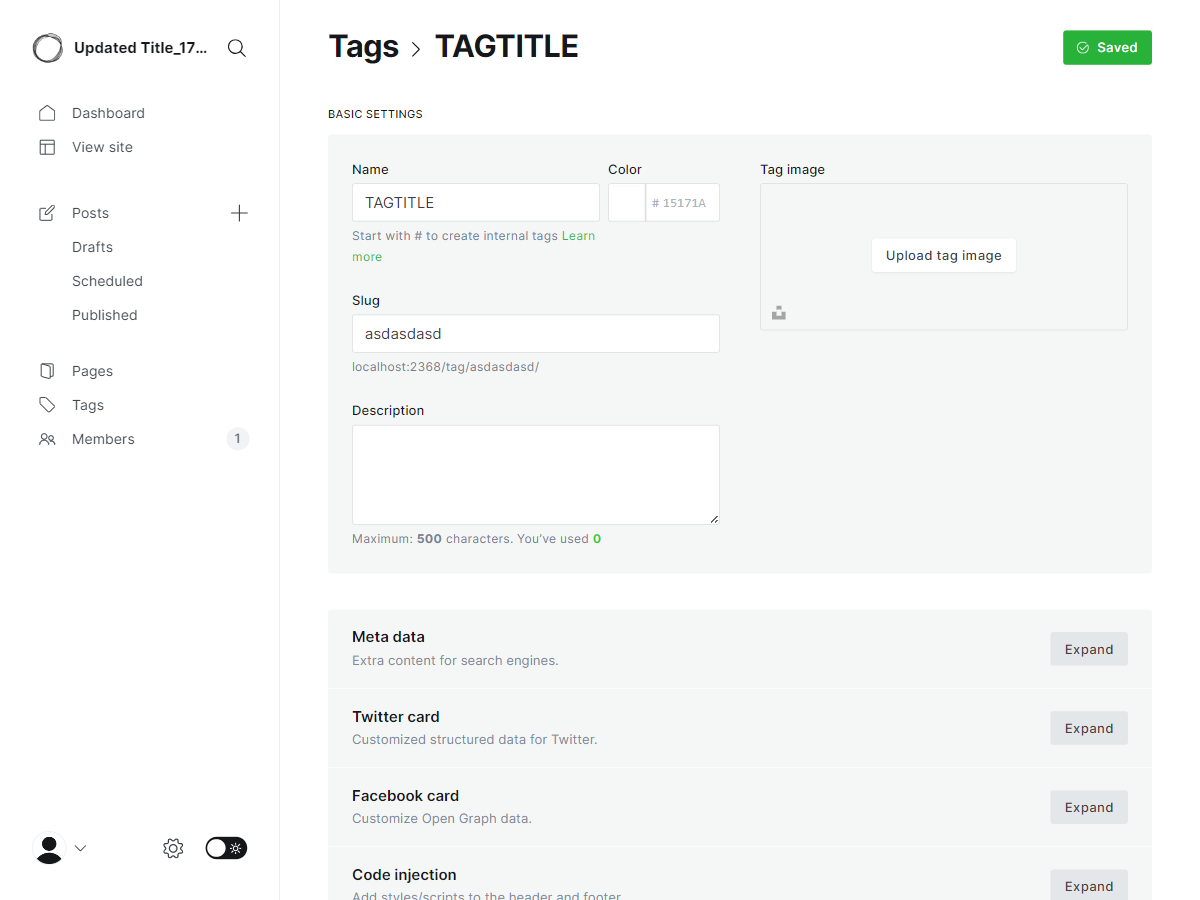 Updated Title_17...
Dashboard
View site
Posts
Drafts
Scheduled
Published
Pages
Tags
Members 1
Tags > TAGTITLE
Saved
BASIC SETTINGS
Name
TAGTITLE
Start with # to create internal tags Learn
more
Color
# 15171A
Slug
asdasdasd
localhost:2368/tag/asdasdasd/
Description
Maximum: 500 characters. You've used 0
Tag image
Upload tag image
Meta data
Extra content for search engines.
Expand
Twitter card
Customized structured data for Twitter.
Expand
Facebook card
Customize Open Graph data.
Expand
Code injection
Add styles/scripts to the header and footer
Expand